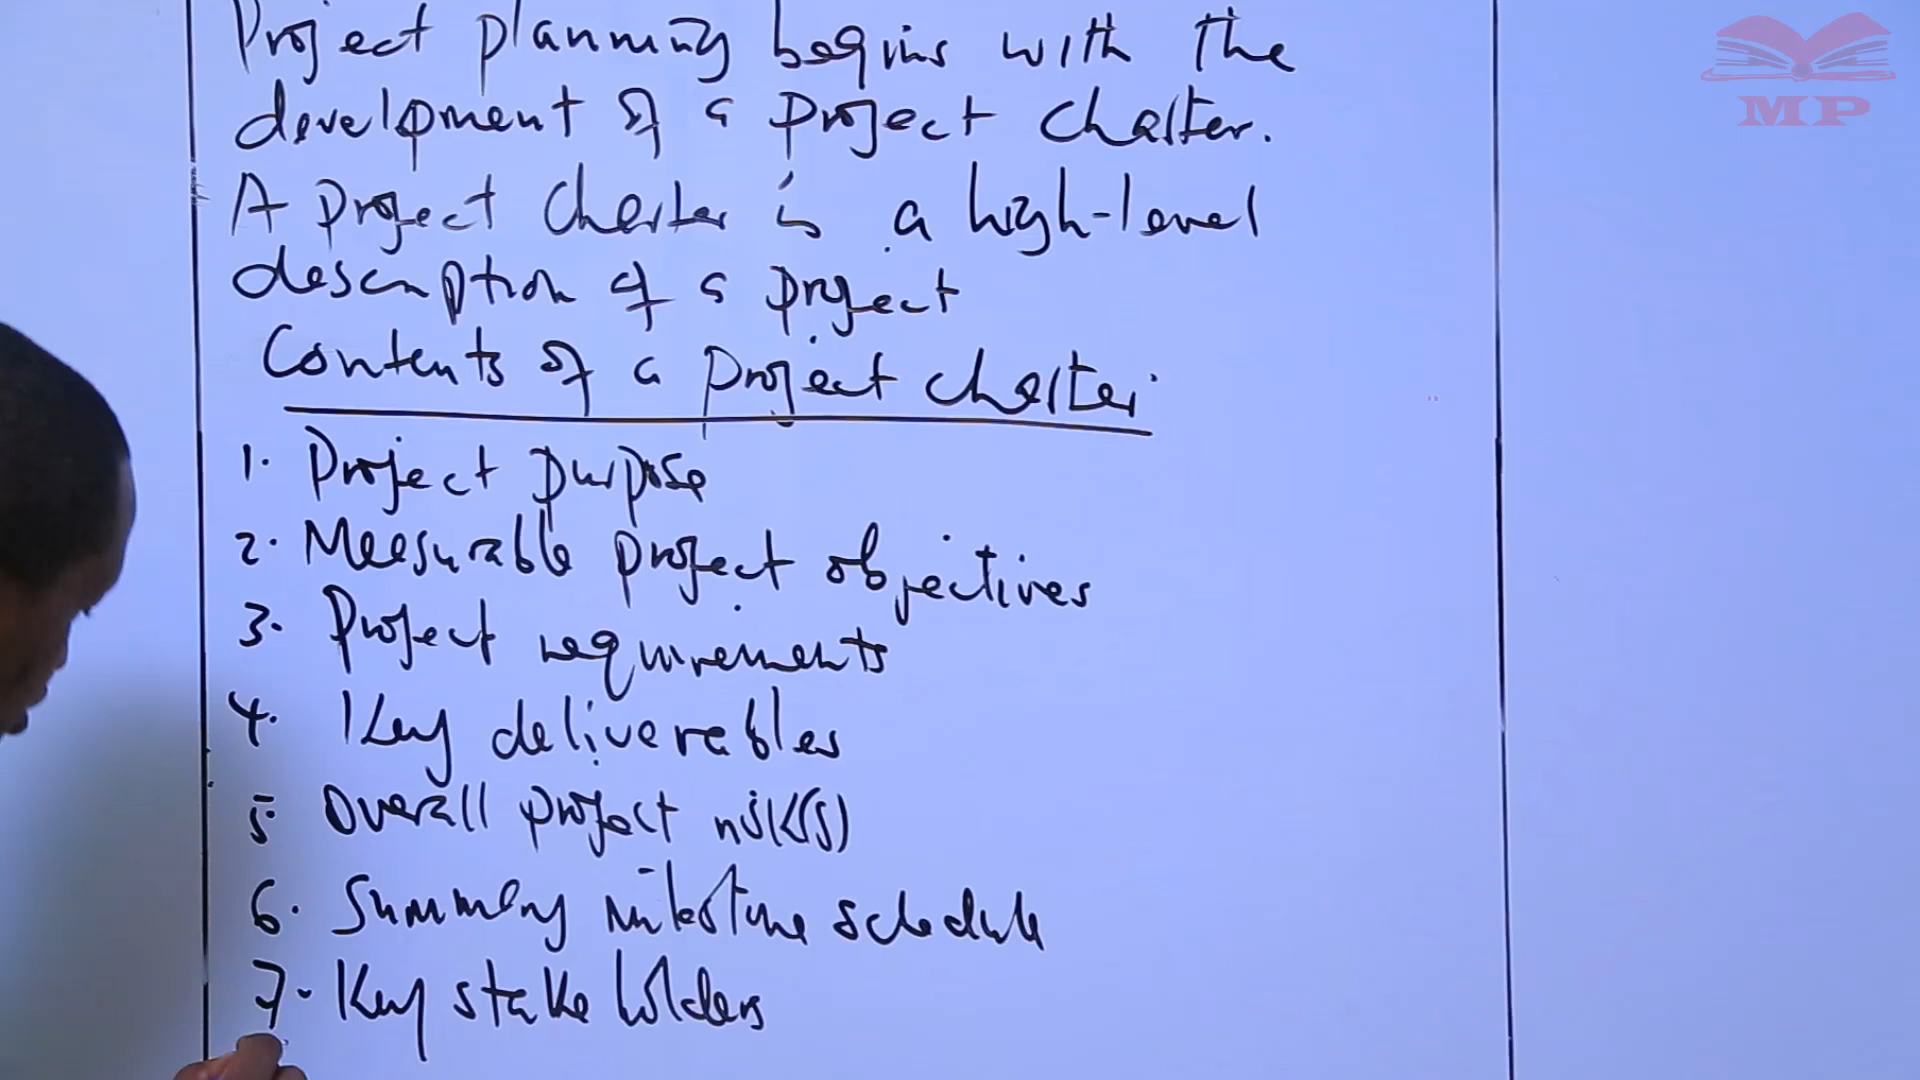 Project planning begins with the
development of a project charter.
A project charter is a high-level
description of a project
Contents of a project charter
1. Project purpose
2. Measurable project objectives
3. Project requirements
4. Key deliverables
5. Overall project risk(s)
6. Summary milestone schedule
7. Key stake holders
MP